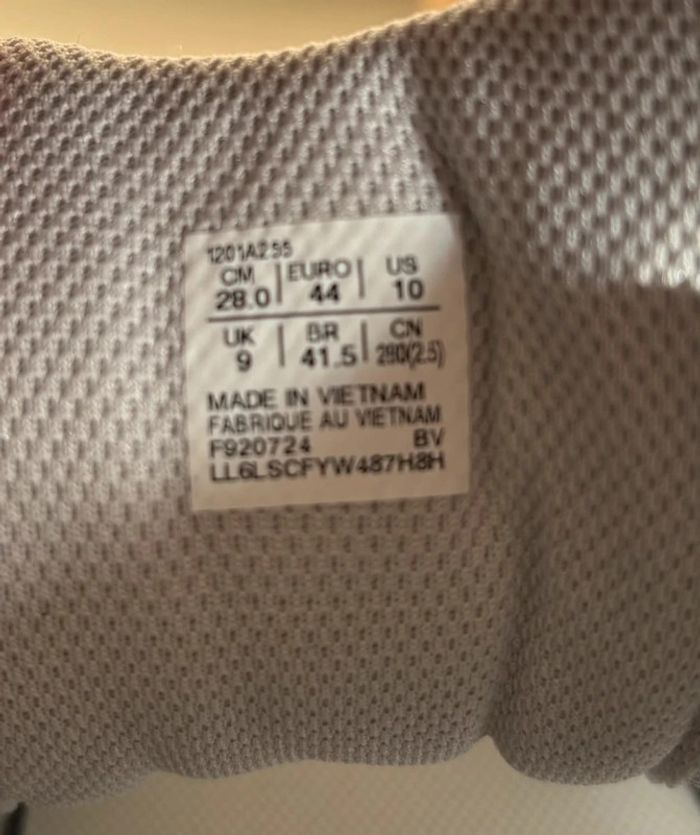 1201A255
CM | EURO | US
28.0 | 44 | 10
UK | BR | CN
9 | 41.5 | 280(2.5)
MADE IN VIETNAM
FABRIQUE AU VIETNAM
F920724 BV
LL6LSCFYW487H8H